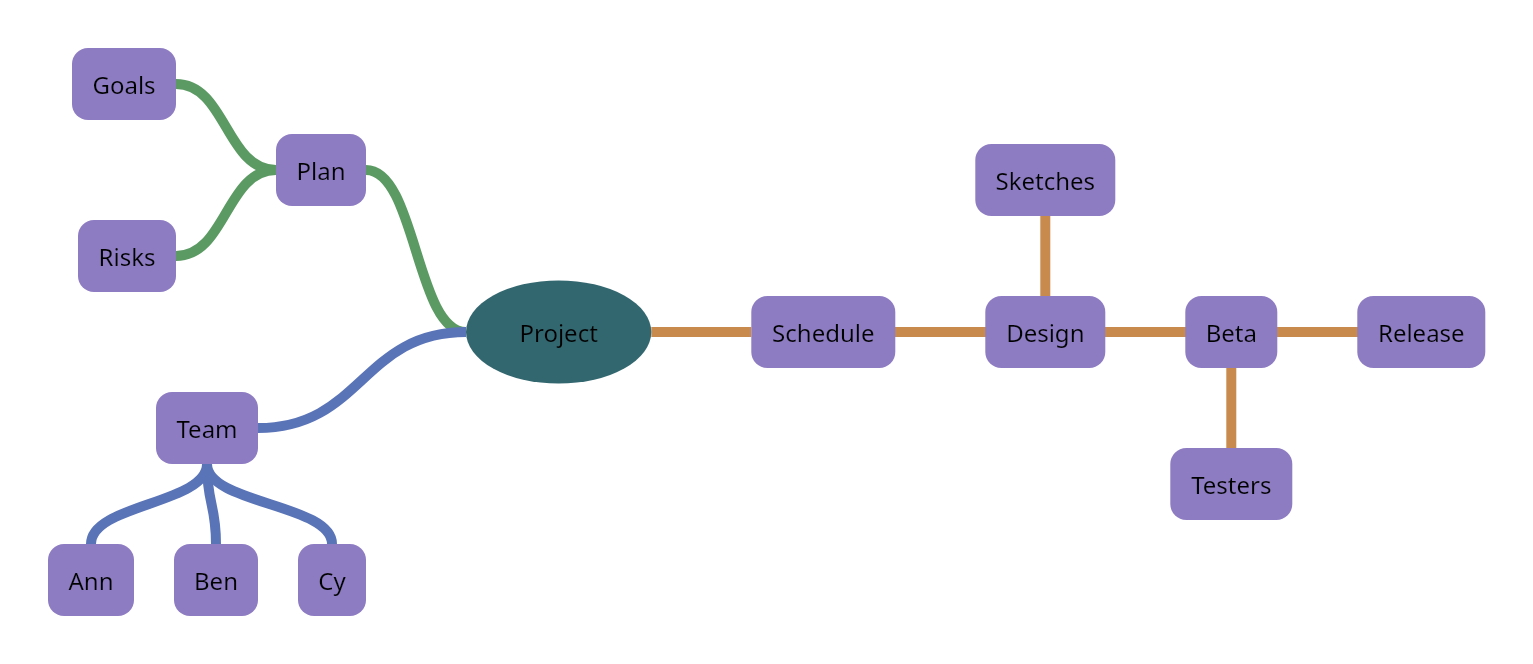 Goals
Plan
Risks
Team
Ann
Ben
Cy
Project
Schedule
Sketches
Design
Beta
Testers
Release